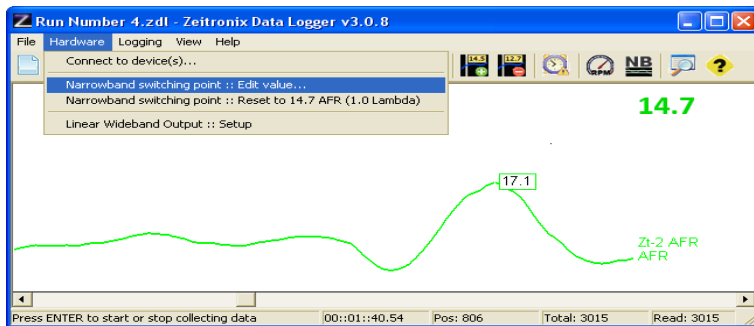 Run Number 4.zdl - Zeitronix Data Logger v3.0.8
File Hardware Logging View Help
Connect to device(s)...
Narrowband switching point :: Edit value...
Narrowband switching point :: Reset to 14.7 AFR (1.0 Lambda)
Linear Wideband Output :: Setup
14.5 12.7 RPM NB ?
14.7
17.1
Zt-2 AFR
AFR
Press ENTER to start or stop collecting data 00::01::40.54 Pos: 806 Total: 3015 Read: 3015